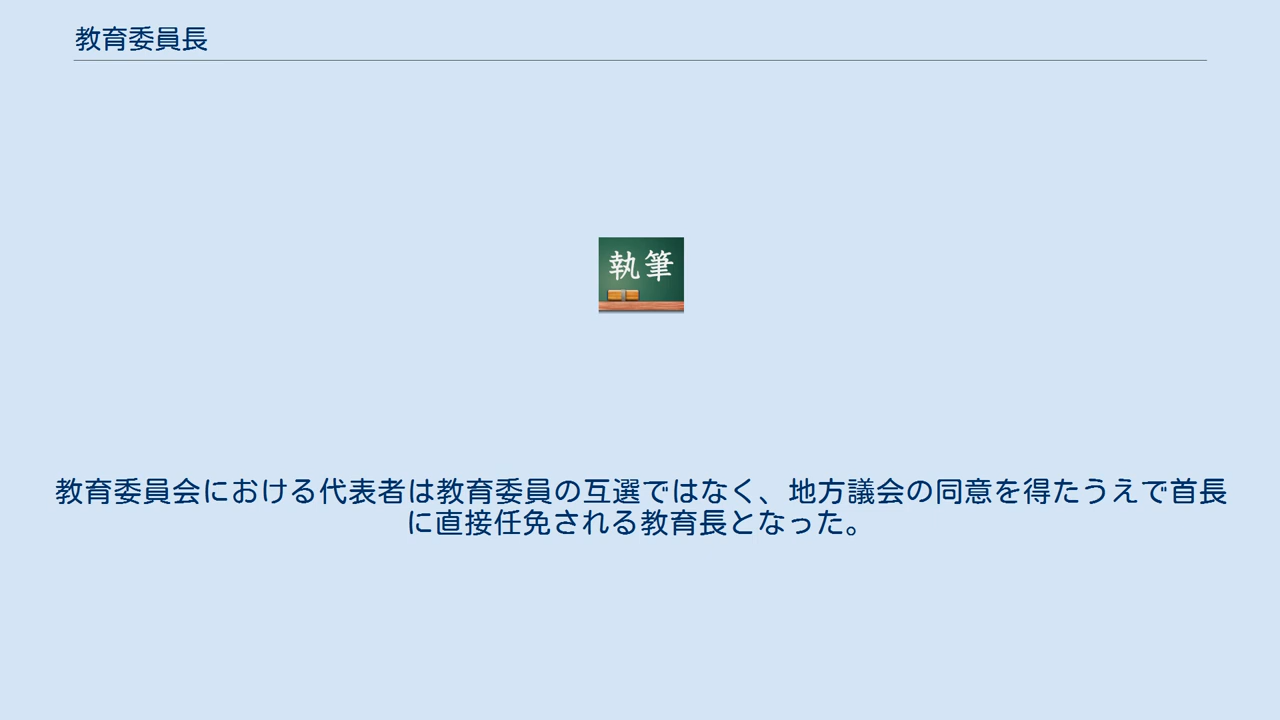 教育委員長
執筆
教育委員会における代表者は教育委員の互選ではなく、地方議会の同意を得たうえで首長
に直接任免される教育長となった。